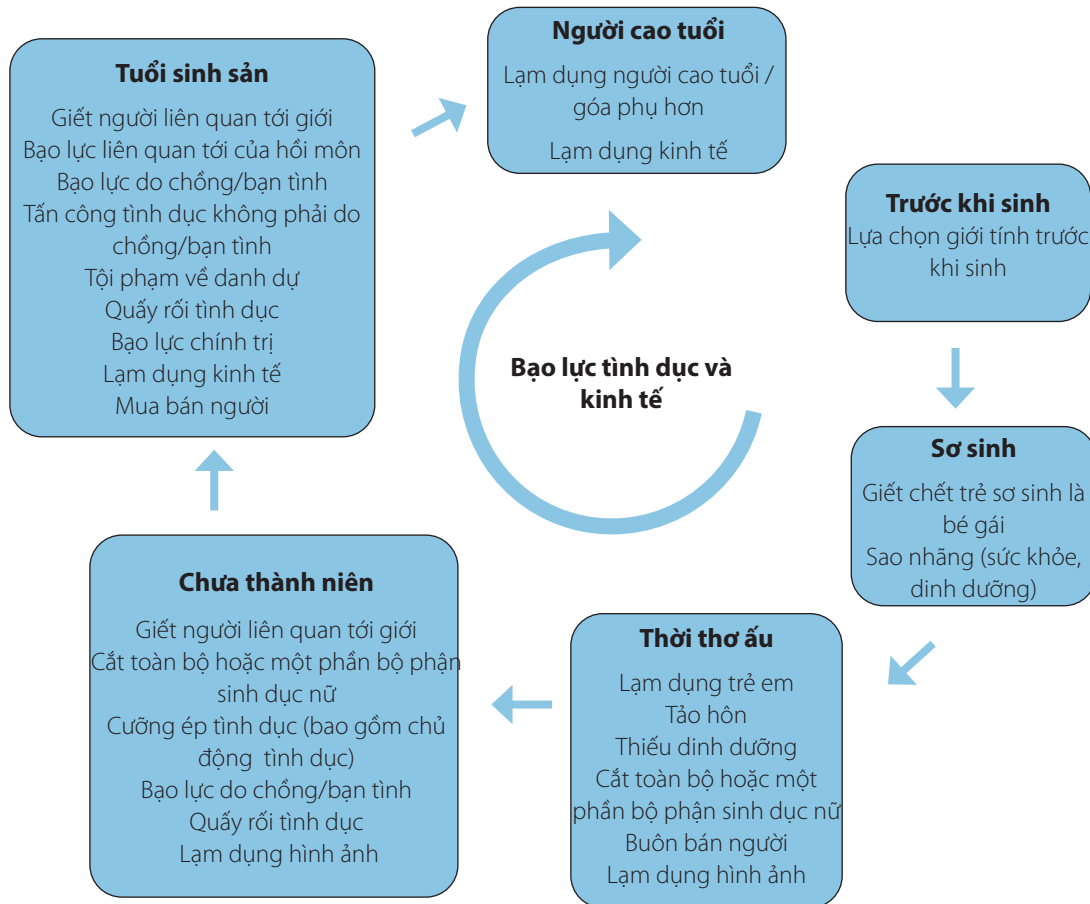 Người cao tuổi
Lạm dụng người cao tuổi /
góa phụ hơn
Lạm dụng kinh tế
Trước khi sinh
Lựa chọn giới tính trước
khi sinh
Sơ sinh
Giết chết trẻ sơ sinh là
bé gái
Sao nhãng (sức khỏe,
dinh dưỡng)
Thời thơ ấu
Lạm dụng trẻ em
Tảo hôn
Thiếu dinh dưỡng
Cắt toàn bộ hoặc một
phần bộ phận sinh dục nữ
Buôn bán người
Lạm dụng hình ảnh
Chưa thành niên
Giết người liên quan tới giới
Cắt toàn bộ hoặc một phần bộ phận
sinh dục nữ
Cưỡng ép tình dục (bao gồm chủ
động tình dục)
Bạo lực do chồng/bạn tình
Quấy rối tình dục
Lạm dụng hình ảnh
Tuổi sinh sản
Giết người liên quan tới giới
Bạo lực liên quan tới của hồi môn
Bạo lực do chồng/bạn tình
Tấn công tình dục không phải do
chồng/bạn tình
Tội phạm về danh dự
Quấy rối tình dục
Bạo lực chính trị
Lạm dụng kinh tế
Mua bán người
Bạo lực tình dục và
kinh tế